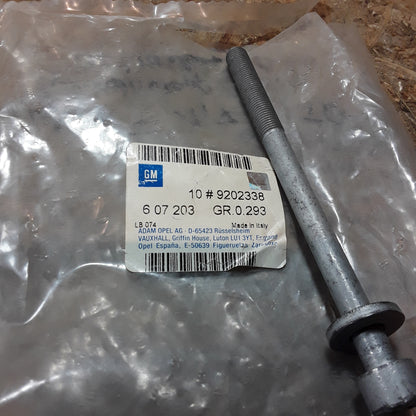 GM
10 # 9202338
6 07 203 GR.0.293
LB 074 Made in Italy
ADAM OPEL AG · D-65423 Rüsselsheim
VAUXHALL, Griffin House, Luton LU1 3YT, England
Opel España, E-50639 Figueruelas Zaragoza